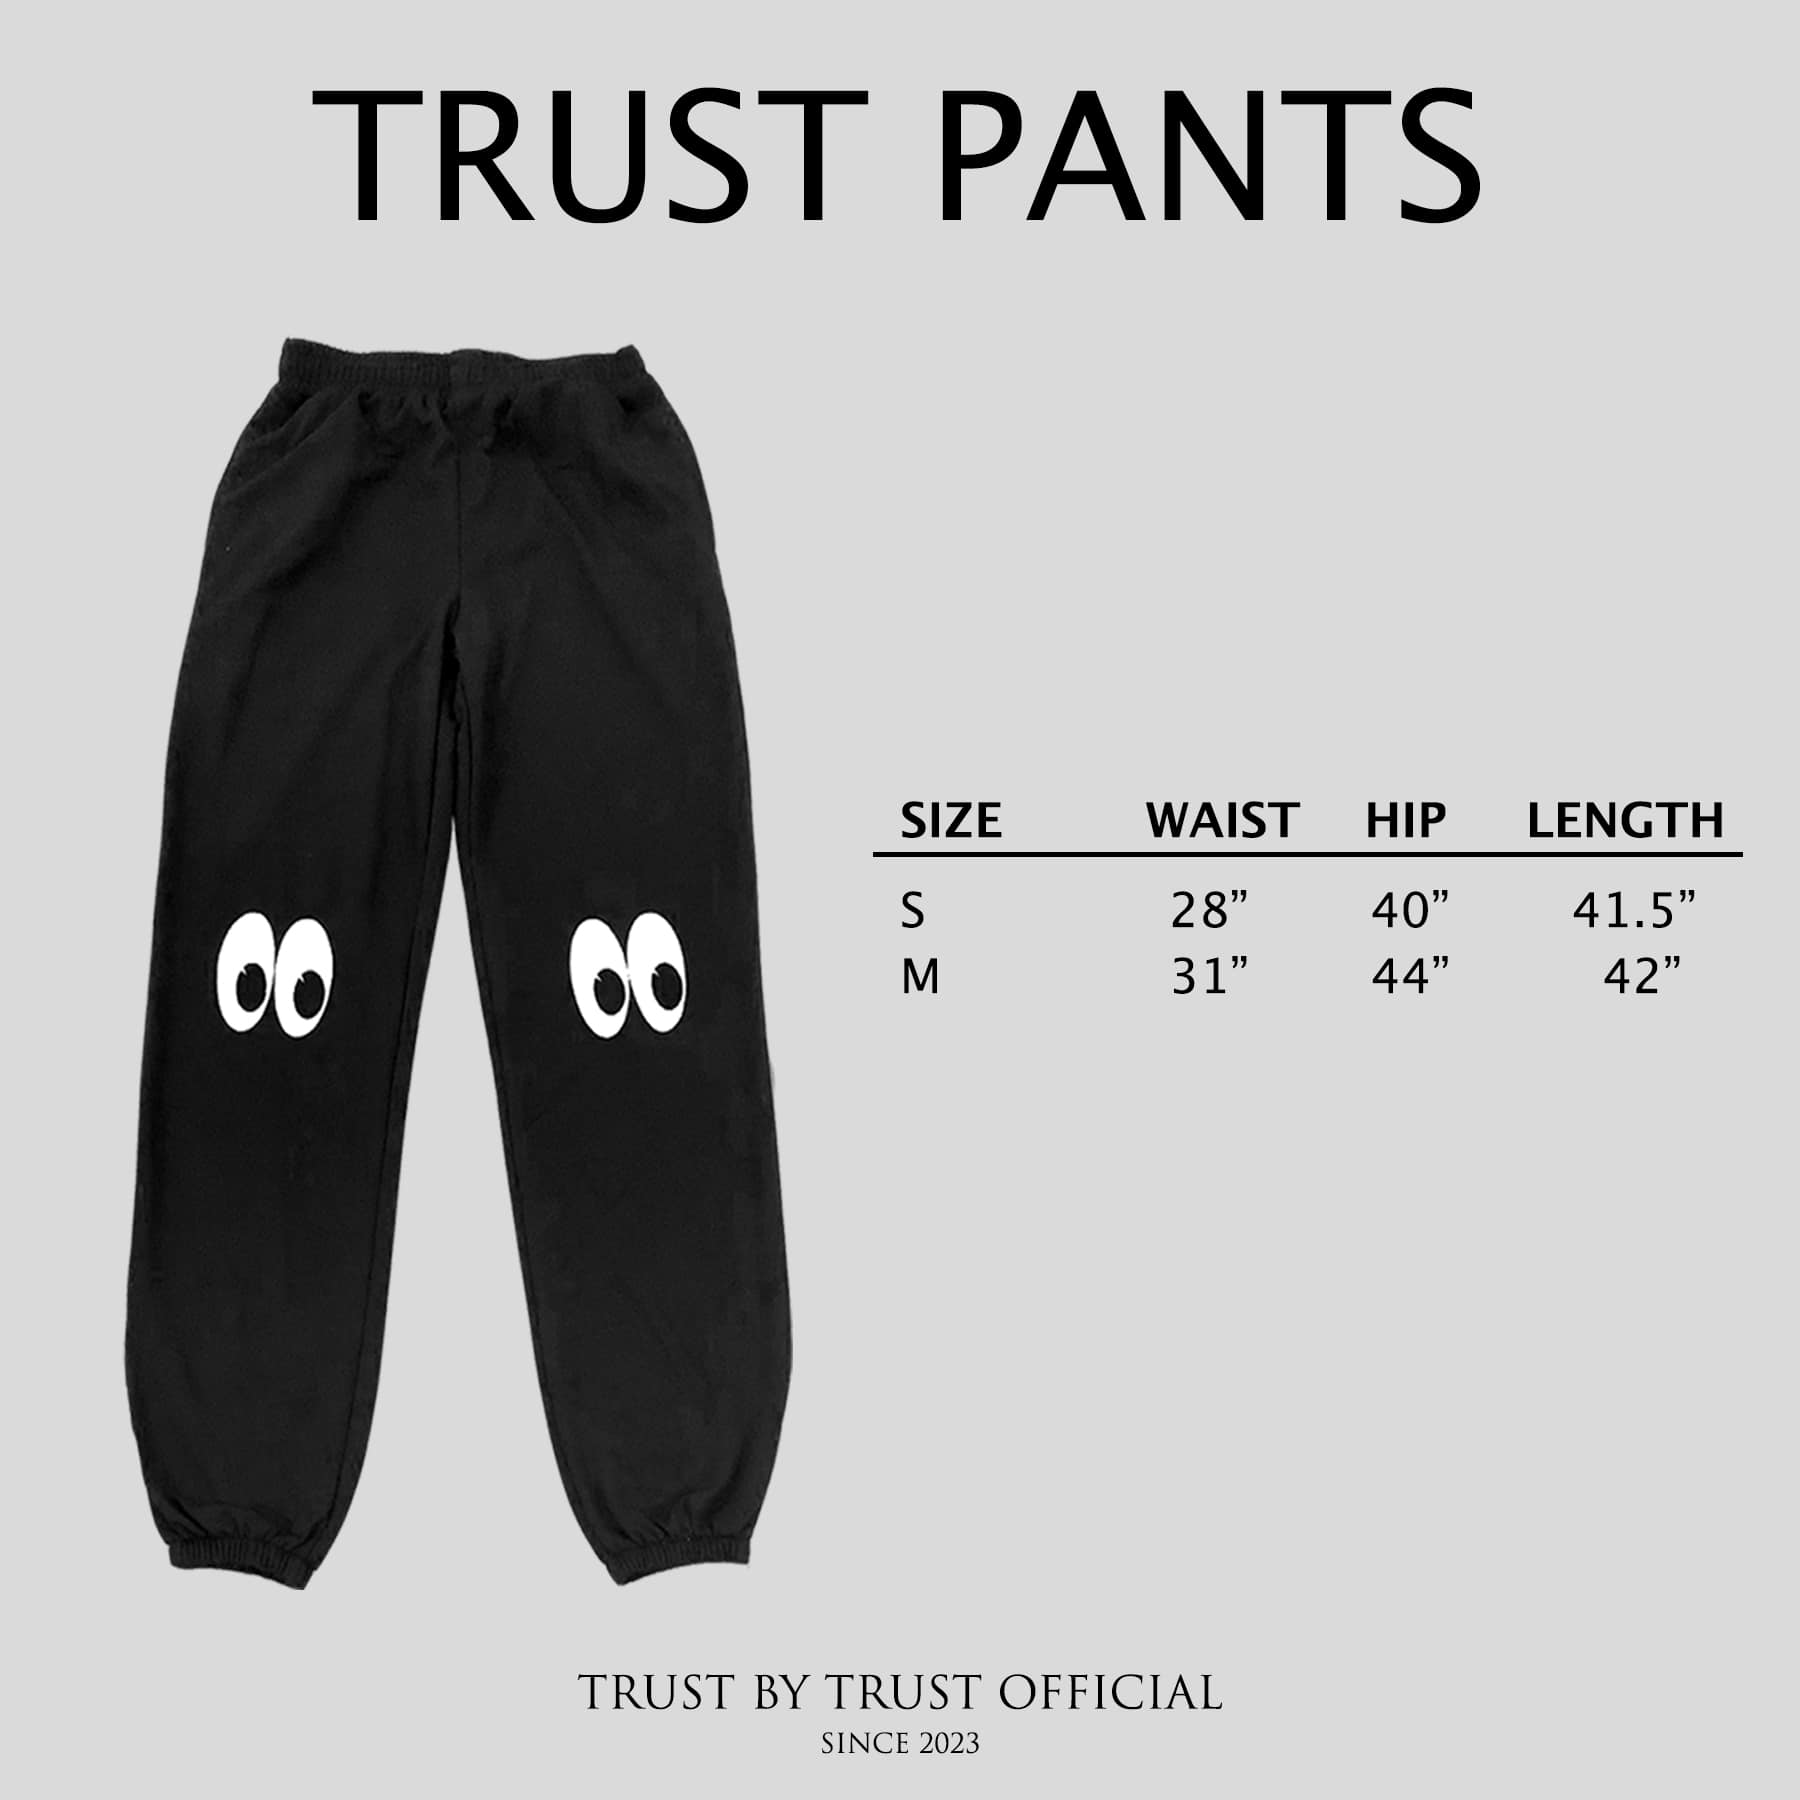 TRUST PANTS
SIZE WAIST HIP LENGTH
S 28” 40” 41.5”
M 31” 44” 42”
TRUST BY TRUST OFFICIAL
SINCE 2023